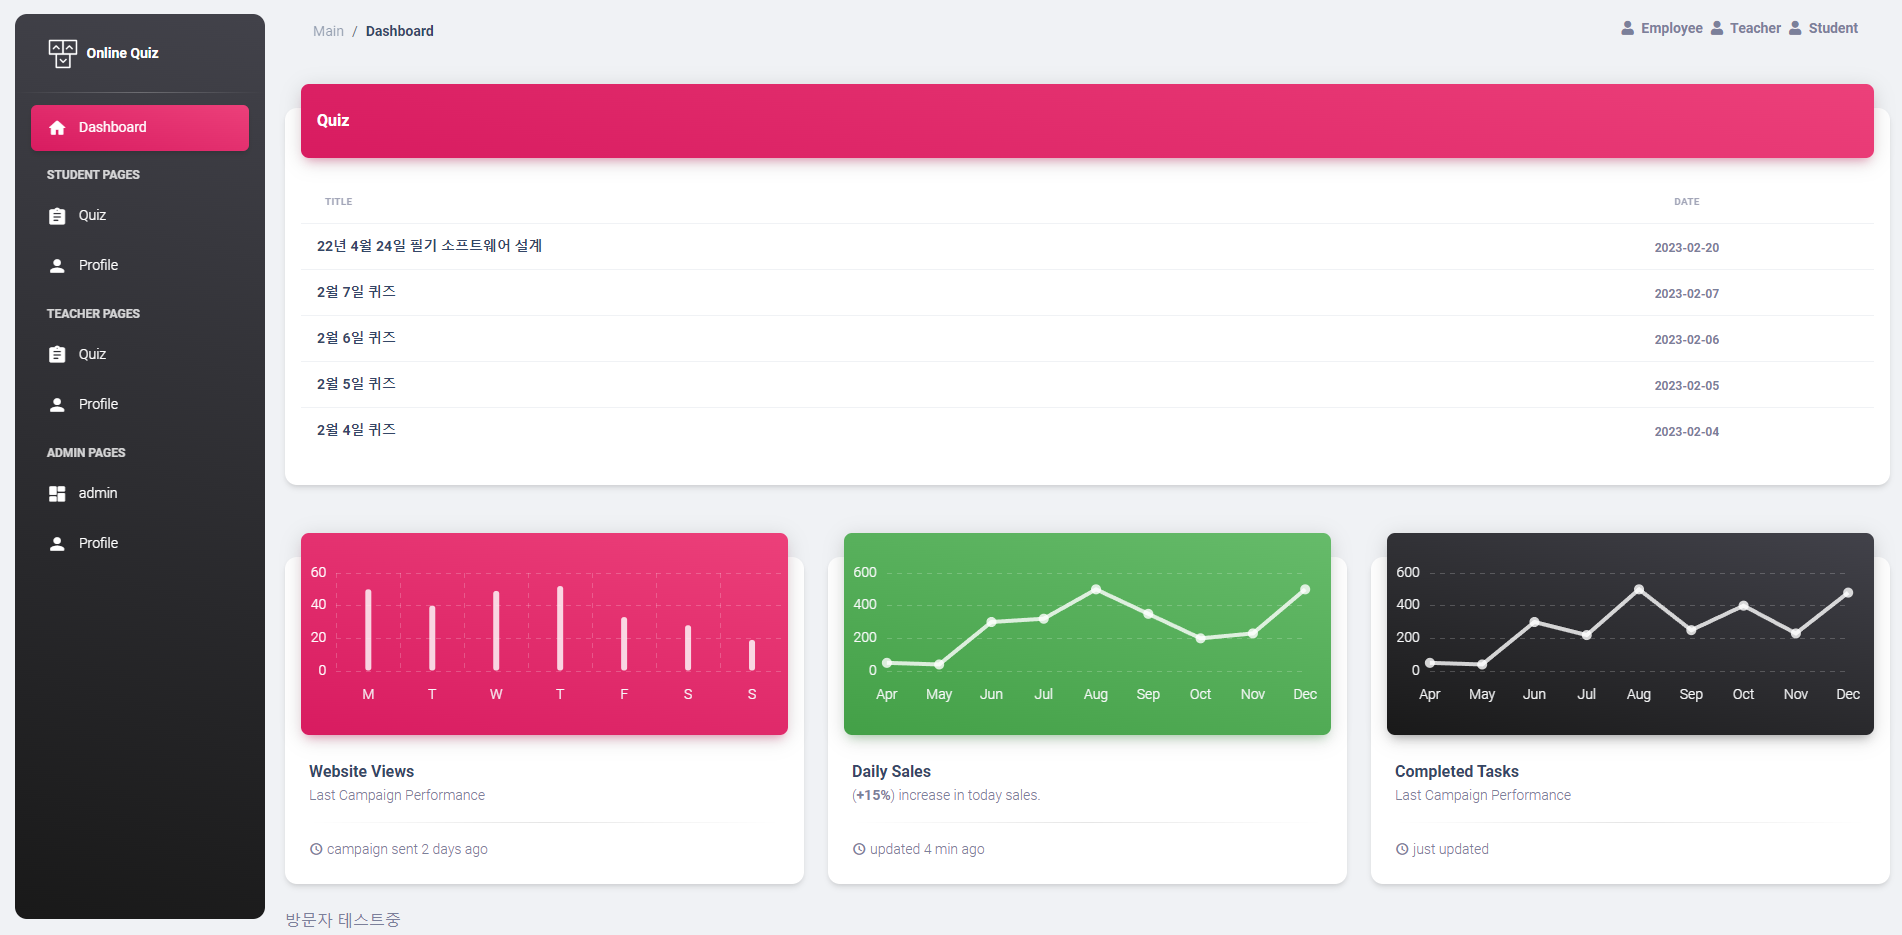 Online Quiz
Dashboard
STUDENT PAGES
Quiz
Profile
TEACHER PAGES
Quiz
Profile
ADMIN PAGES
admin
Profile
Main / Dashboard
Employee Teacher Student
Quiz
TITLE DATE
22년 4월 24일 필기 소프트웨어 설계 2023-02-20
2월 7일 퀴즈 2023-02-07
2월 6일 퀴즈 2023-02-06
2월 5일 퀴즈 2023-02-05
2월 4일 퀴즈 2023-02-04
60
40
20
0
M T W T F S S
Website Views
Last Campaign Performance
campaign sent 2 days ago
600
400
200
0
Apr May Jun Jul Aug Sep Oct Nov Dec
Daily Sales
(+15%) increase in today sales.
updated 4 min ago
600
400
200
0
Apr May Jun Jul Aug Sep Oct Nov Dec
Completed Tasks
Last Campaign Performance
just updated
방문자 테스트중